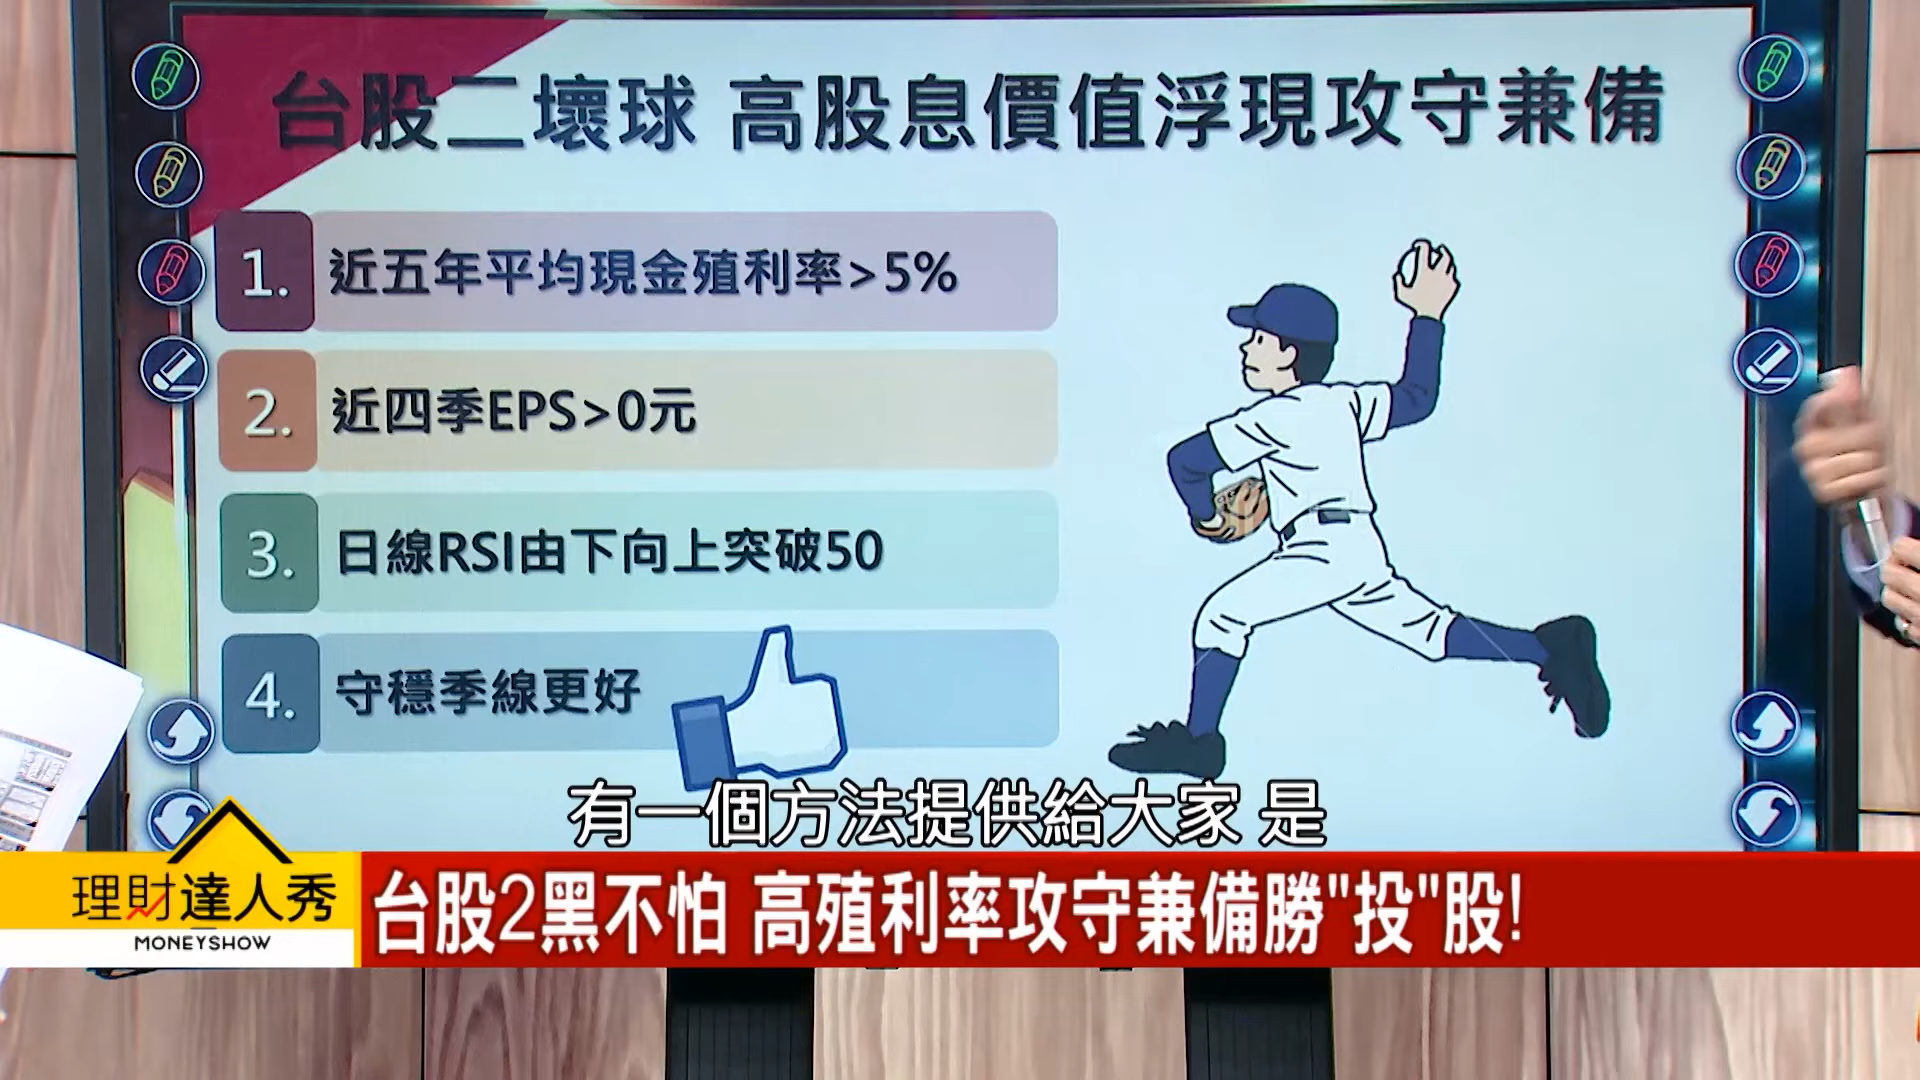 台股二壞球 高股息價值浮現攻守兼備
1. 近五年平均現金殖利率>5%
2. 近四季EPS>0元
3. 日線RSI由下向上突破50
4. 守穩季線更好
有一個方法提供給大家 是
理財達人秀
MONEYSHOW
台股2黑不怕 高殖利率攻守兼備勝"投"股!